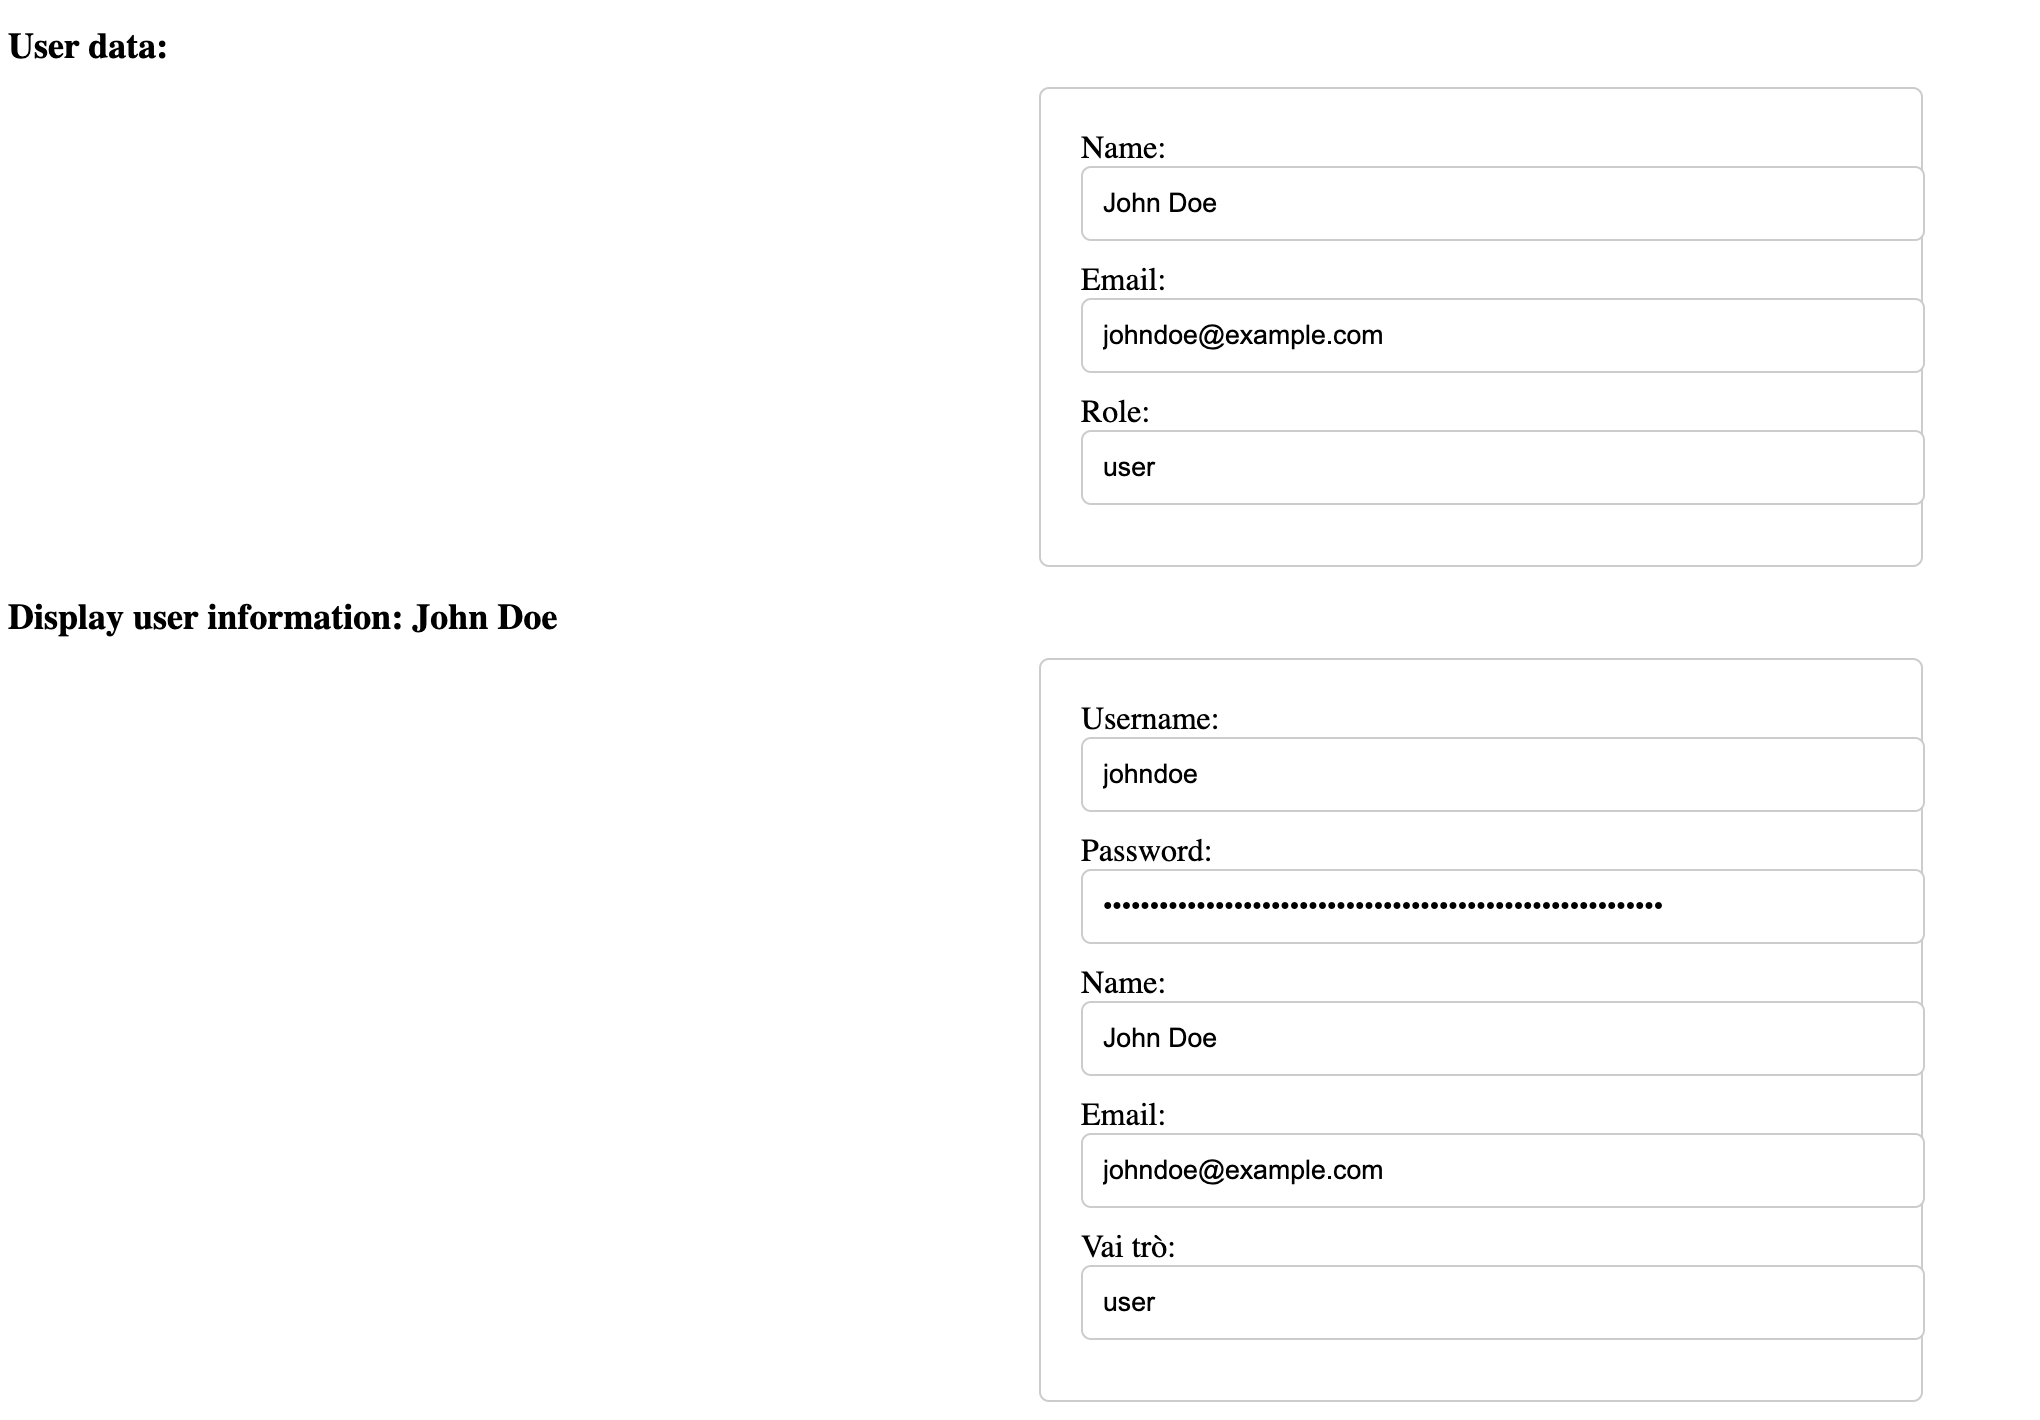 User data:
Name:
John Doe
Email:
johndoe@example.com
Role:
user
Display user information: John Doe
Username:
johndoe
Password:
••••••••••••••••••••••••••••••••••••••••••••••••••••••••••••
Name:
John Doe
Email:
johndoe@example.com
Vai trò:
user